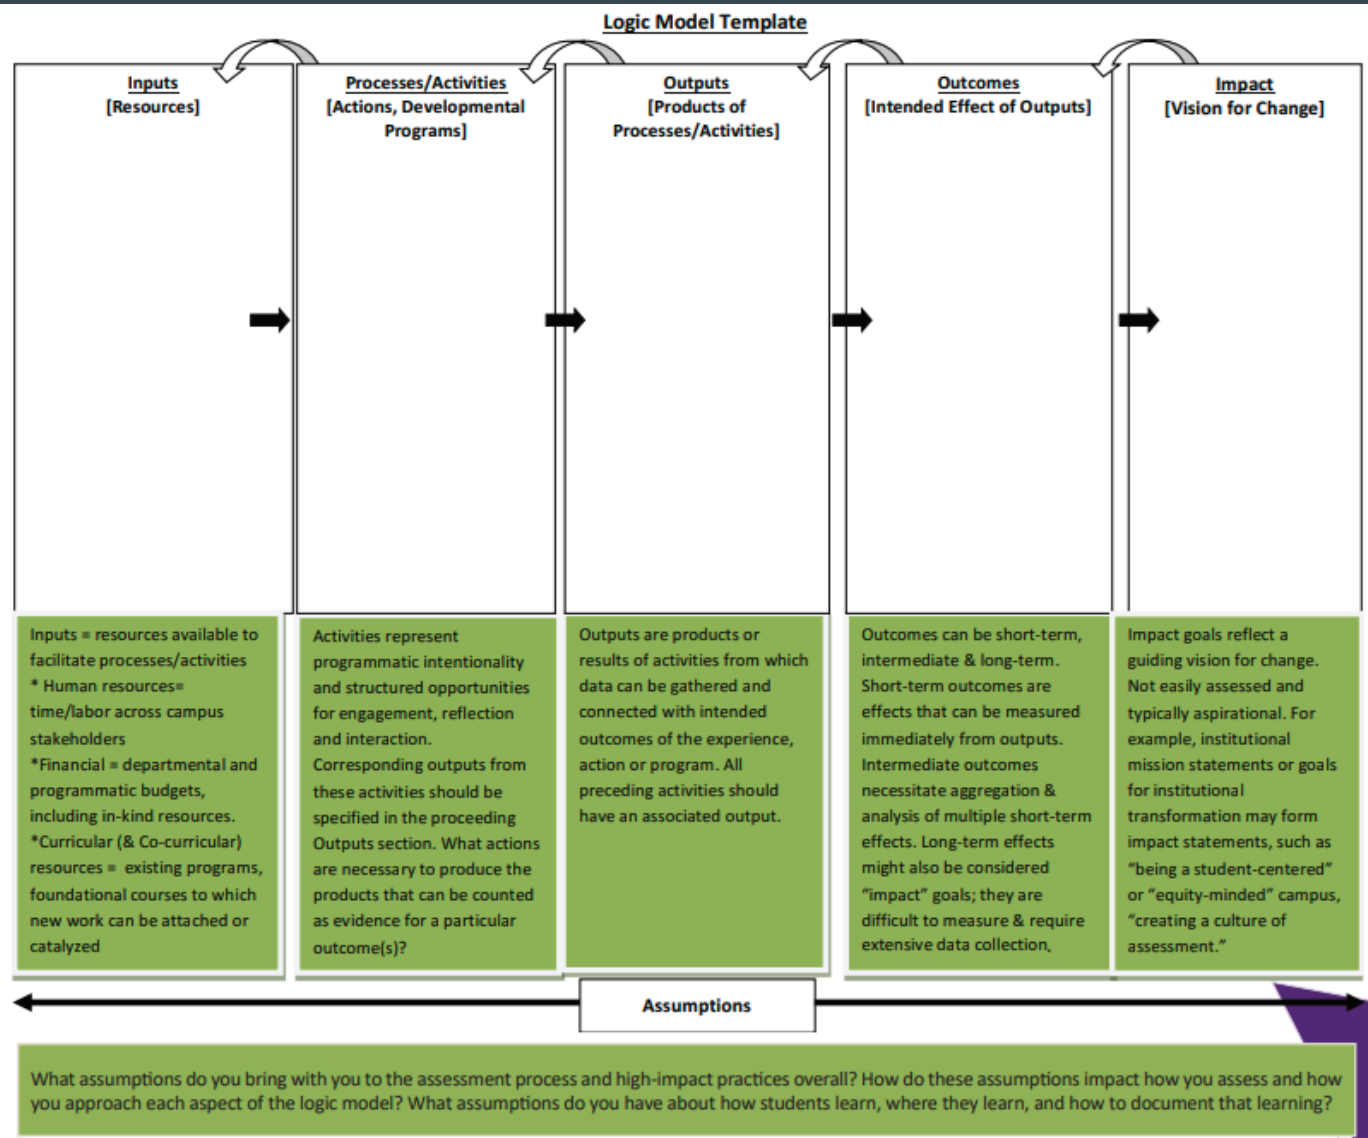 Logic Model Template
Inputs
[Resources]
Processes/Activities
[Actions, Developmental
Programs]
Outputs
[Products of
Processes/Activities]
Outcomes
[Intended Effect of Outputs]
Impact
[Vision for Change]
Inputs = resources available to
facilitate processes/activities
* Human resources=
time/labor across campus
stakeholders
*Financial = departmental and
programmatic budgets,
including in-kind resources.
*Curricular (& Co-curricular)
resources = existing programs,
foundational courses to which
new work can be attached or
catalyzed
Activities represent
programmatic intentionality
and structured opportunities
for engagement, reflection
and interaction.
Corresponding outputs from
these activities should be
specified in the proceeding
Outputs section. What actions
are necessary to produce the
products that can be counted
as evidence for a particular
outcome(s)?
Outputs are products or
results of activities from which
data can be gathered and
connected with intended
outcomes of the experience,
action or program. All
preceding activities should
have an associated output.
Outcomes can be short-term,
intermediate & long-term.
Short-term outcomes are
effects that can be measured
immediately from outputs.
Intermediate outcomes
necessitate aggregation &
analysis of multiple short-term
effects. Long-term effects
might also be considered
“impact” goals; they are
difficult to measure & require
extensive data collection.
Impact goals reflect a
guiding vision for change.
Not easily assessed and
typically aspirational. For
example, institutional
mission statements or goals
for institutional
transformation may form
impact statements, such as
“being a student-centered”
or “equity-minded” campus,
“creating a culture of
assessment.”
Assumptions
What assumptions do you bring with you to the assessment process and high-impact practices overall? How do these assumptions impact how you assess and how
you approach each aspect of the logic model? What assumptions do you have about how students learn, where they learn, and how to document that learning?